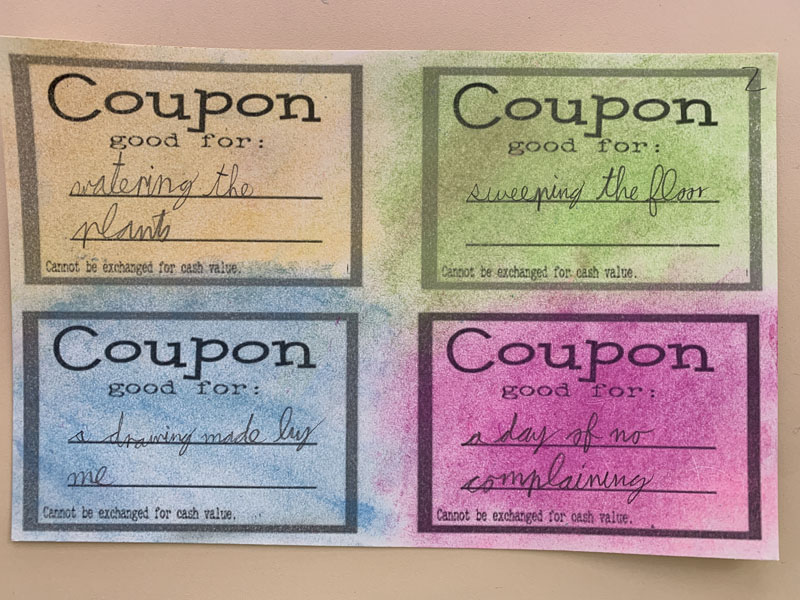 Coupon
good for:
watering the
plants
Cannot be exchanged for cash value.
2
Coupon
good for:
sweeping the floor
Cannot be exchanged for cash value.
Coupon
good for:
a drawing made by
me
Cannot be exchanged for cash value.
Coupon
good for:
a day of no
complaining
Cannot be exchanged for cash value.